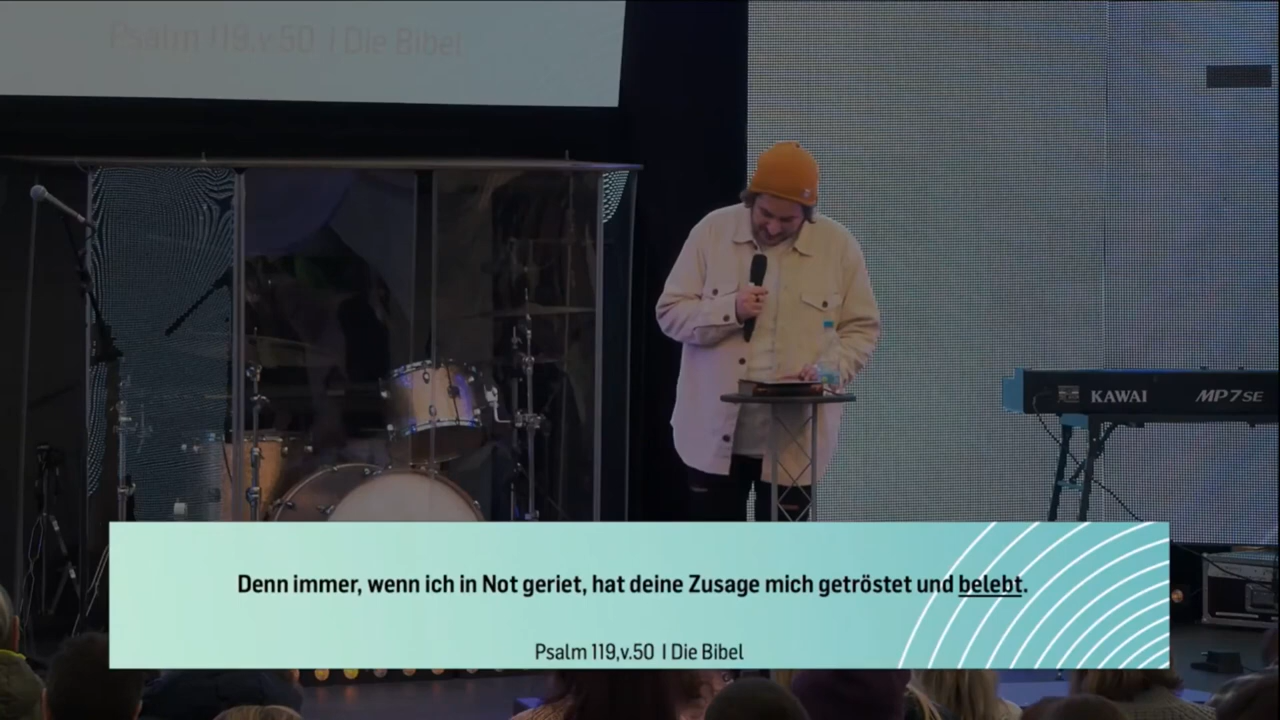 Psalm 119,v.50 | Die Bibel
KAWAI
MP7SE
Denn immer, wenn ich in Not geriet, hat deine Zusage mich getröstet und belebt.
Psalm 119,v.50 | Die Bibel